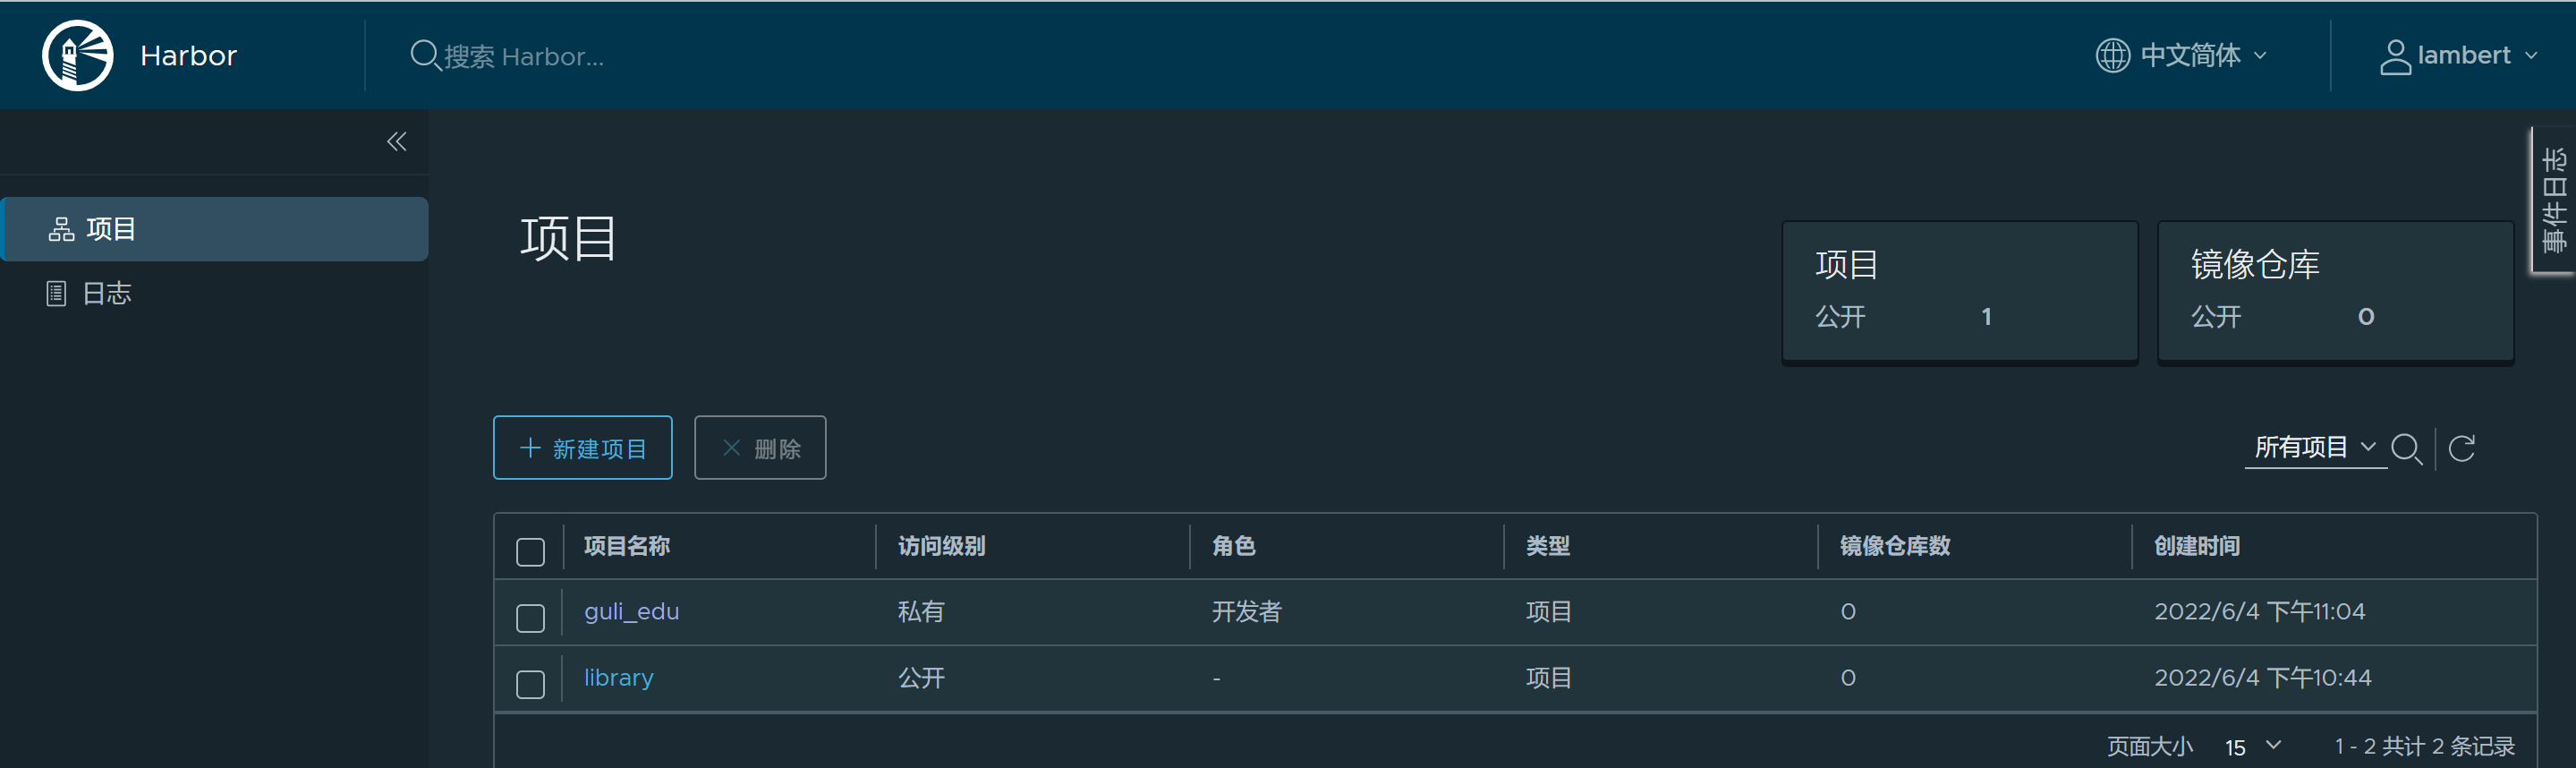 Harbor
搜索 Harbor...
中文简体
lambert
事件日志
项目
日志
项目
项目
公开 1
镜像仓库
公开 0
新建项目
删除
所有项目
项目名称 访问级别 角色 类型 镜像仓库数 创建时间
guli_edu 私有 开发者 项目 0 2022/6/4 下午11:04
library 公开 - 项目 0 2022/6/4 下午10:44
页面大小 15 1 - 2 共计 2 条记录